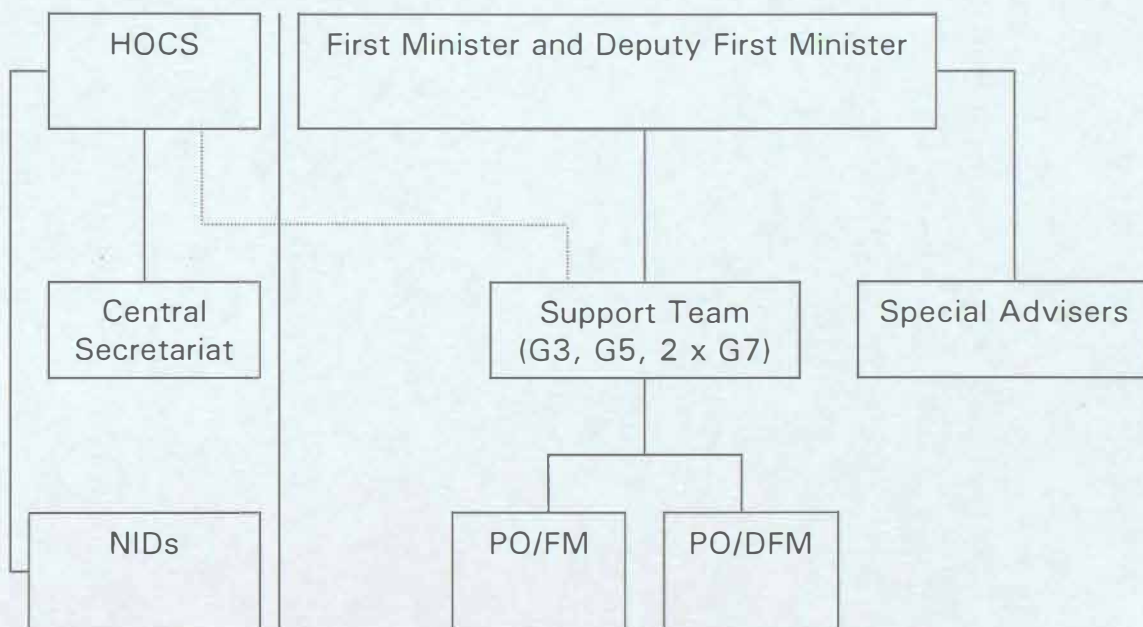 HOCS
First Minister and Deputy First Minister
Central
Secretariat
Support Team
(G3, G5, 2 x G7)
Special Advisers
NIDs
PO/FM
PO/DFM